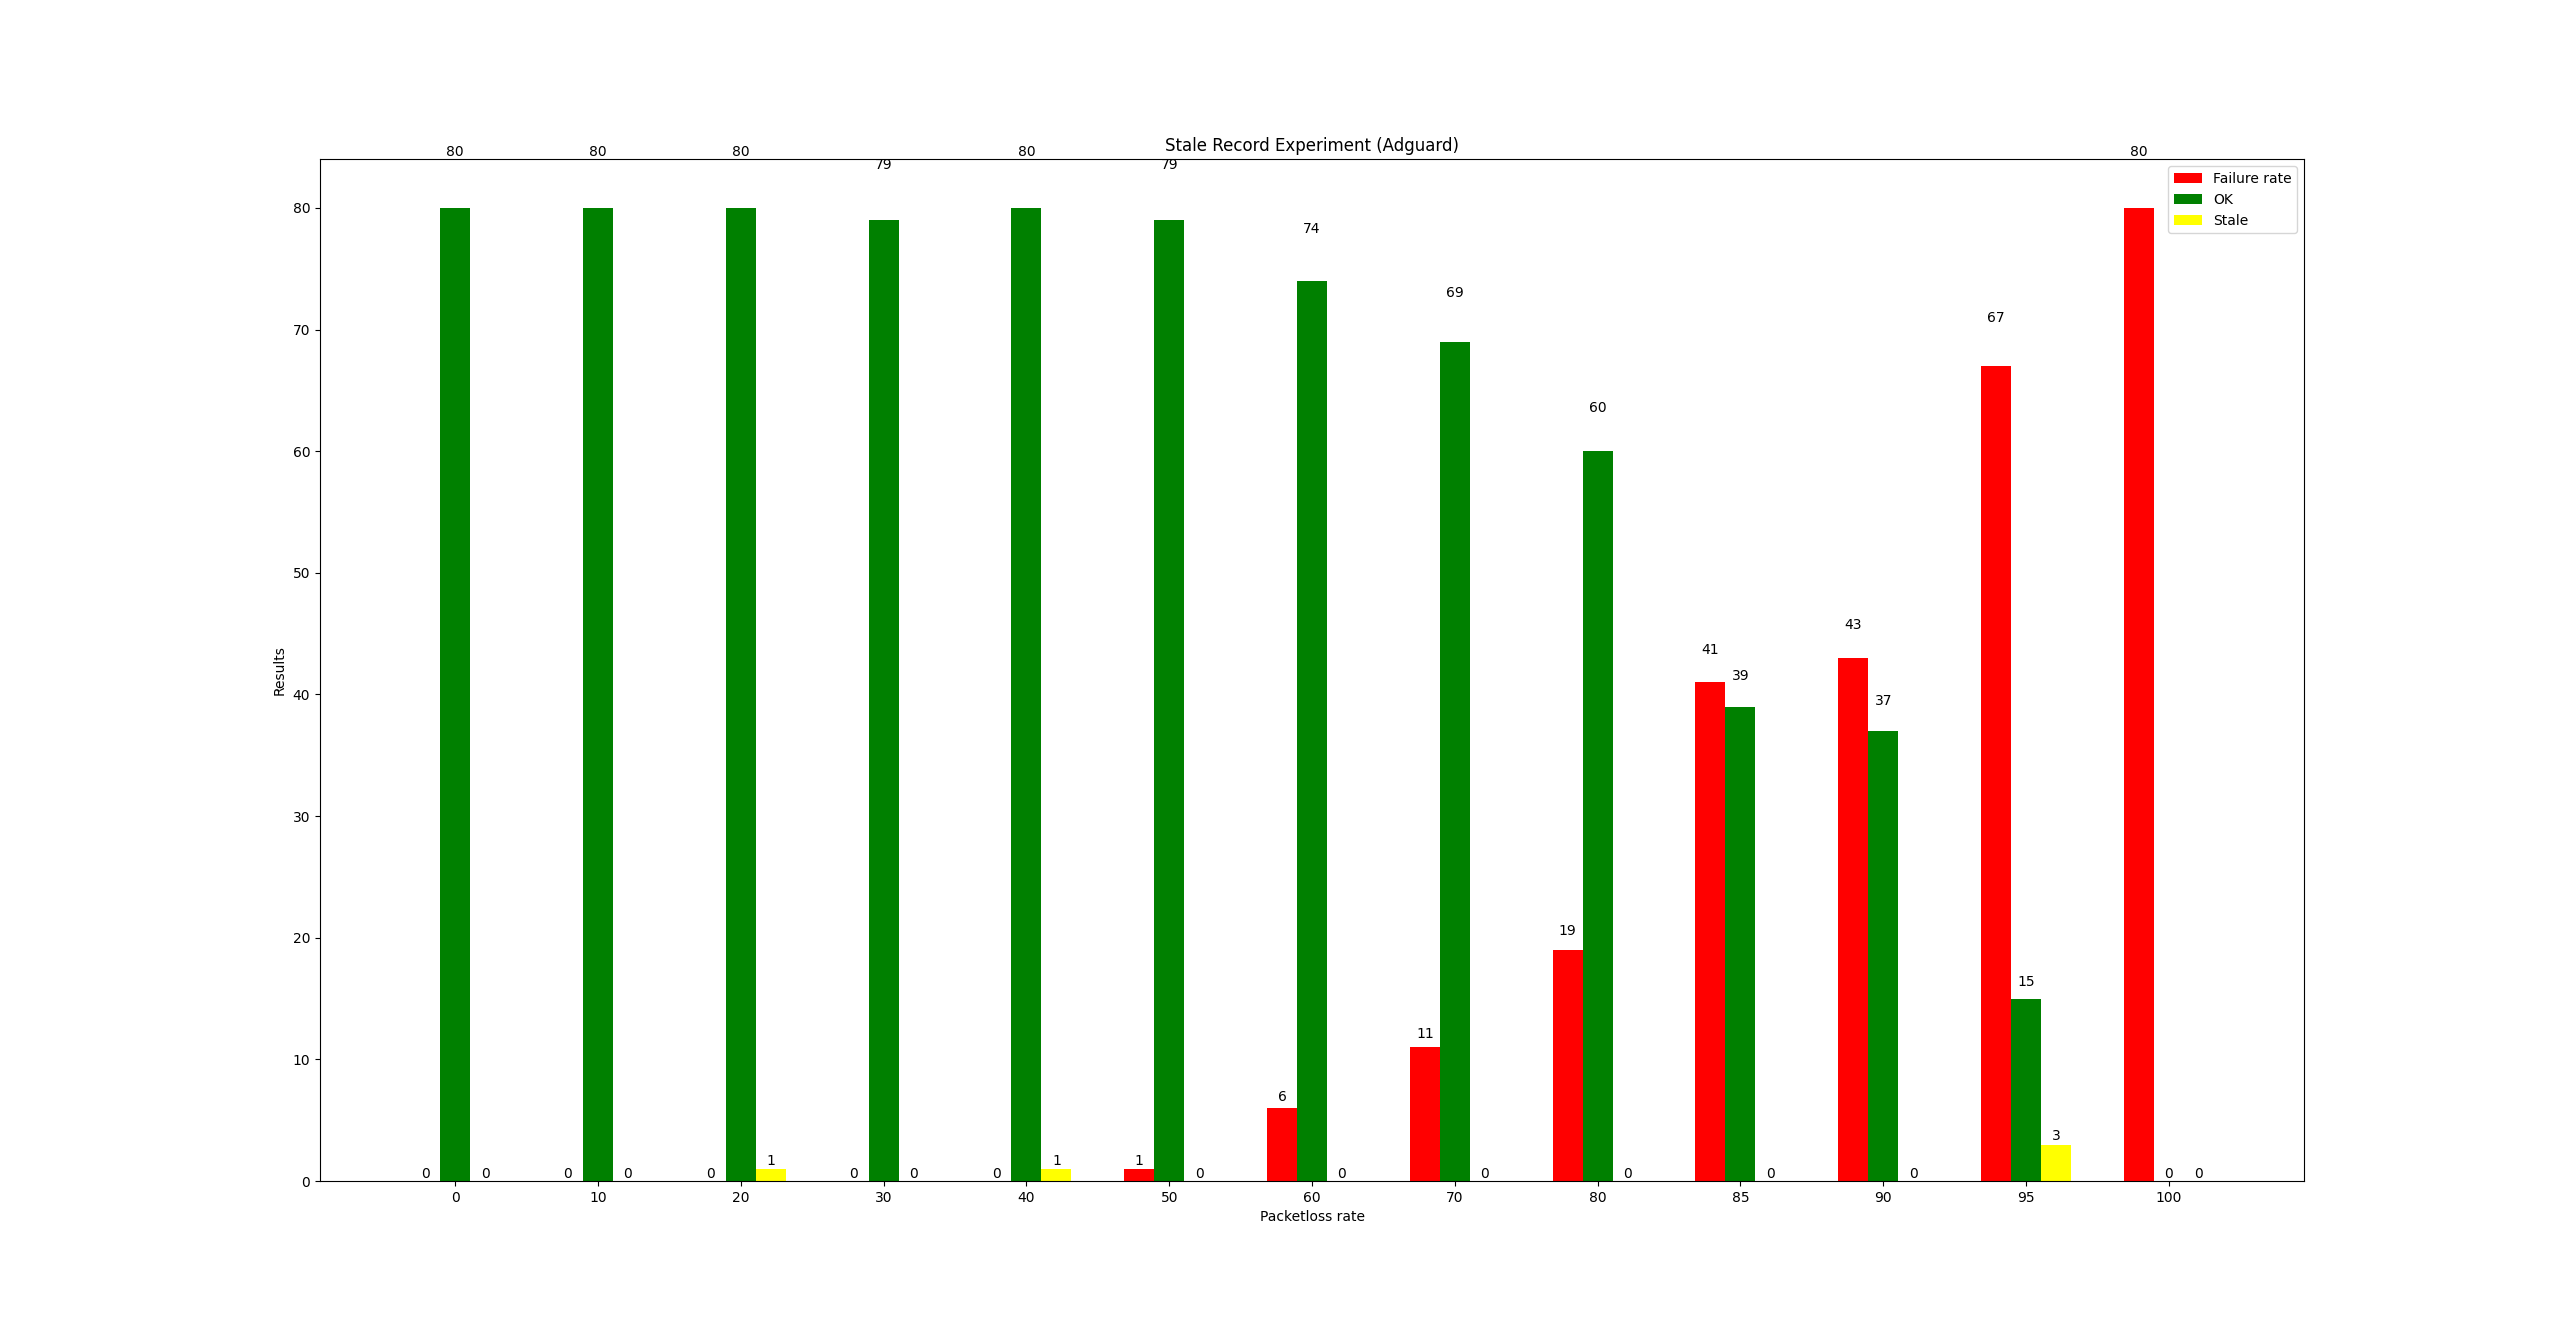 Stale Record Experiment (Adguard)
80 80 80 79 80 79 74 69 60 41 39 43 37 67 15 80
Failure rate
OK
Stale
80
70
60
50
40
30
20
10
0
Results
0 0 0 0 0 1 0 0 0 1 1 0 6 0 11 0 19 0 0 0 3 0 0
0 10 20 30 40 50 60 70 80 85 90 95 100
Packetloss rate